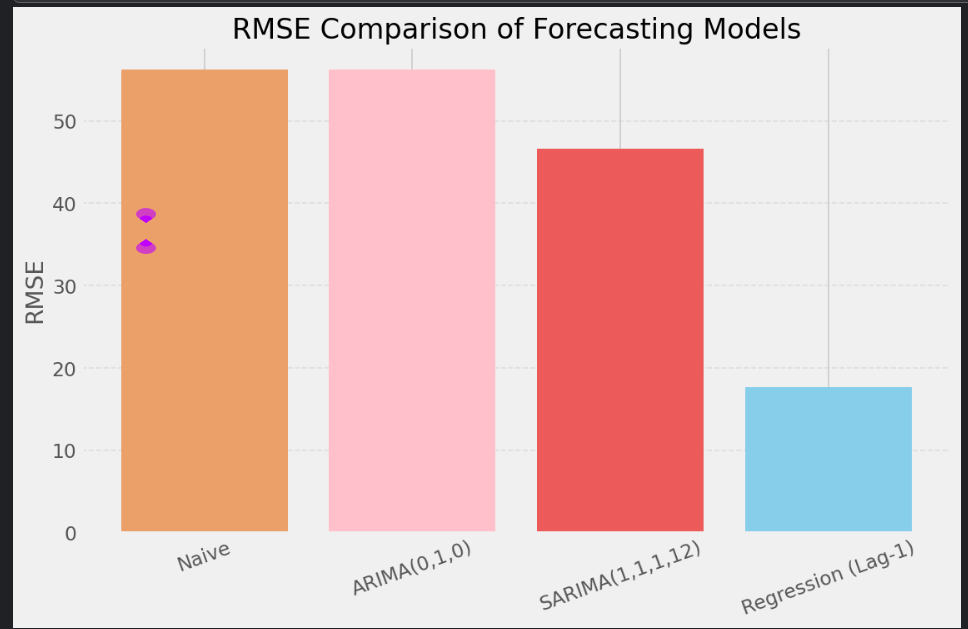 RMSE Comparison of Forecasting Models
RMSE
50
40
30
20
10
0
Naive
ARIMA(0,1,0)
SARIMA(1,1,1,12)
Regression (Lag-1)